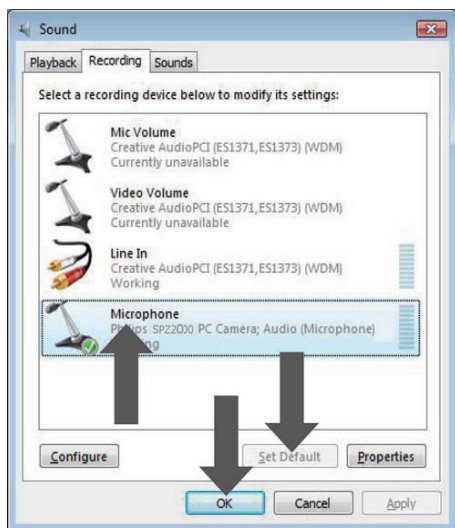 Sound
Playback Recording Sounds
Select a recording device below to modify its settings:
Mic Volume
Creative AudioPCI (ES1371,ES1373) (WDM)
Currently unavailable
Video Volume
Creative AudioPCI (ES1371,ES1373) (WDM)
Currently unavailable
Line In
Creative AudioPCI (ES1371,ES1373) (WDM)
Working
Microphone
SPZ2000 PC Camera; Audio (Microphone)
Configure Set Default Properties
OK Cancel Apply